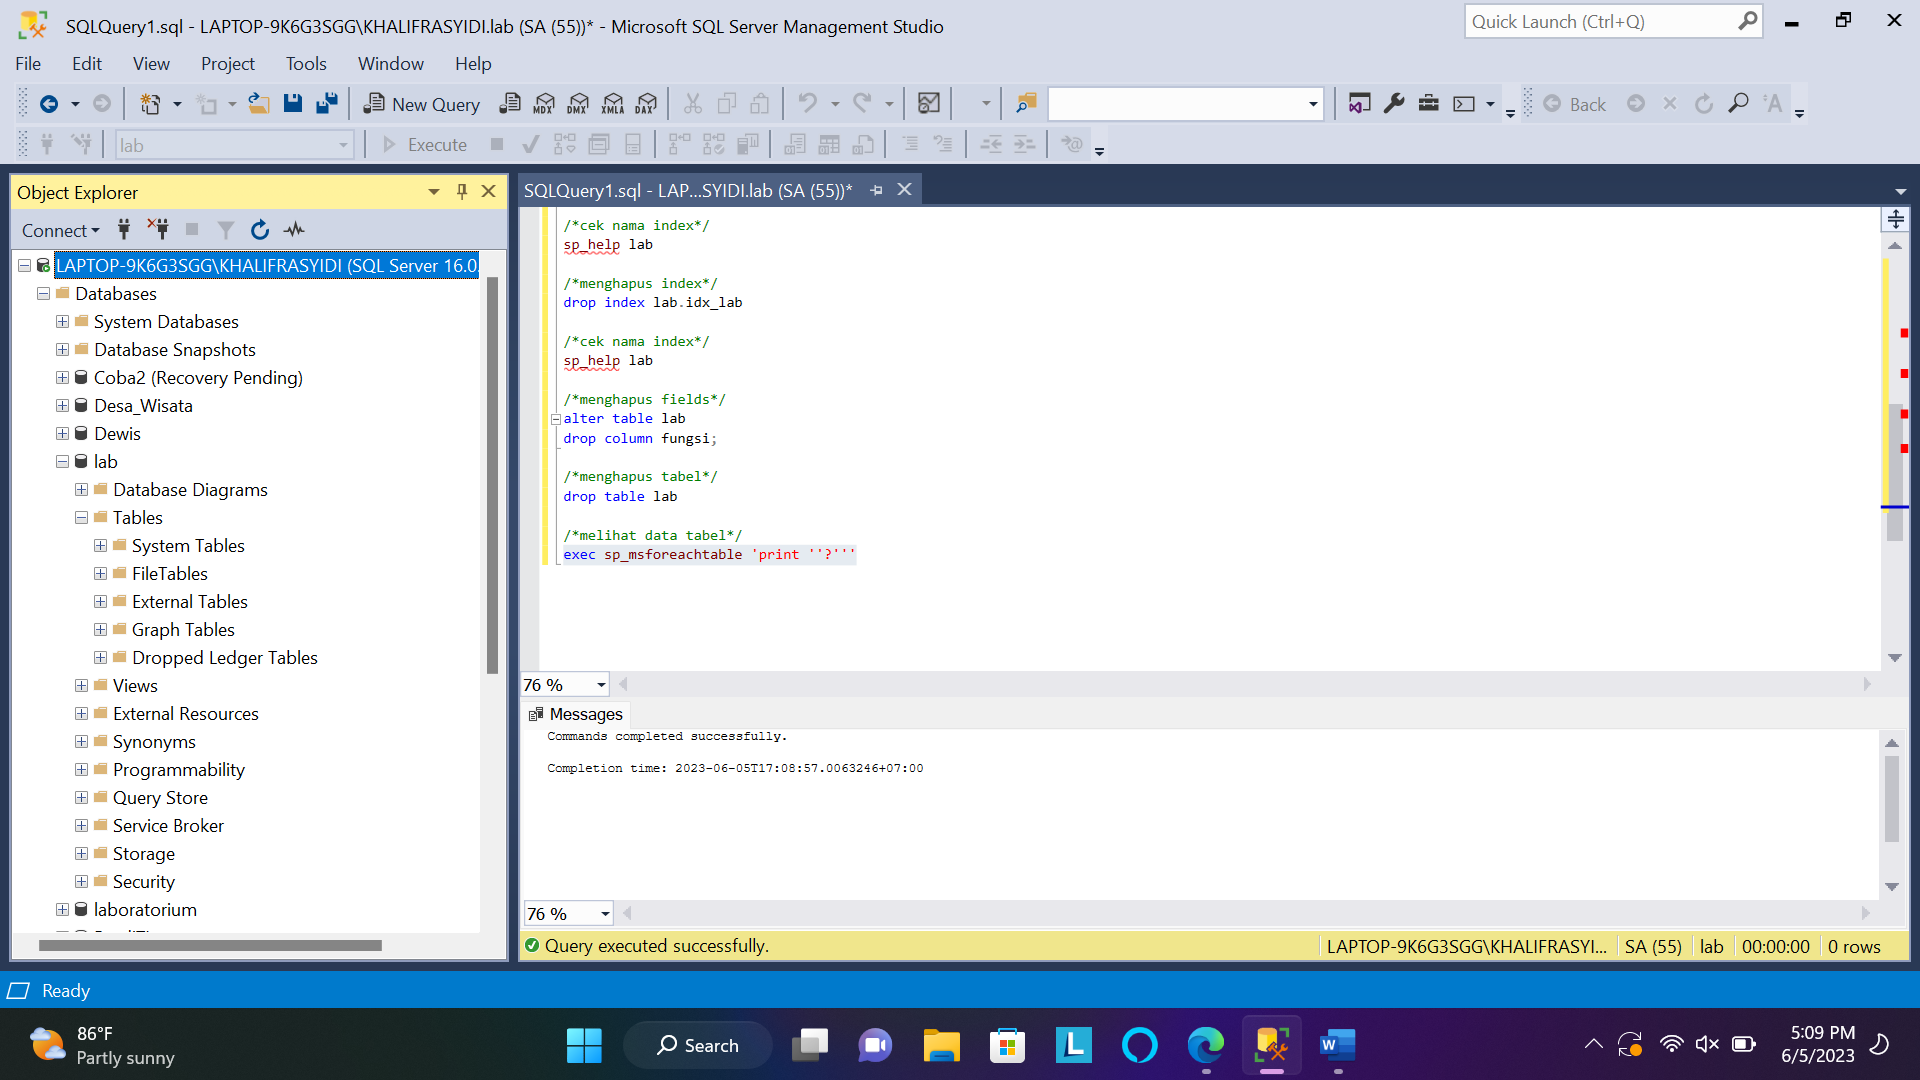 SQLQuery1.sql - LAPTOP-9K6G3SGG\KHALIFRASYIDI.lab (SA (55))* - Microsoft SQL Server Management Studio
Quick Launch (Ctrl+Q)
File Edit View Project Tools Window Help
New Query MDX DMX XMLA DAX Back
lab Execute
Object Explorer
Connect
LAPTOP-9K6G3SGG\KHALIFRASYIDI (SQL Server 16.0.
Databases
System Databases
Database Snapshots
Coba2 (Recovery Pending)
Desa_Wisata
Dewis
lab
Database Diagrams
Tables
System Tables
FileTables
External Tables
Graph Tables
Dropped Ledger Tables
Views
External Resources
Synonyms
Programmability
Query Store
Service Broker
Storage
Security
laboratorium
SQLQuery1.sql - LAP...SYIDI.lab (SA (55))*
/*cek nama index*/
sp_help lab
/*menghapus index*/
drop index lab.idx_lab
/*cek nama index*/
sp_help lab
/*menghapus fields*/
alter table lab
drop column fungsi;
/*menghapus tabel*/
drop table lab
/*melihat data tabel*/
exec sp_msforeachtable 'print ''?'''
76 %
Messages
Commands completed successfully.
Completion time: 2023-06-05T17:08:57.0063246+07:00
76 %
Query executed successfully.
LAPTOP-9K6G3SGG\KHALIFRASYI... SA (55) lab 00:00:00 0 rows
Ready
86°F
Partly sunny
Search
5:09 PM
6/5/2023